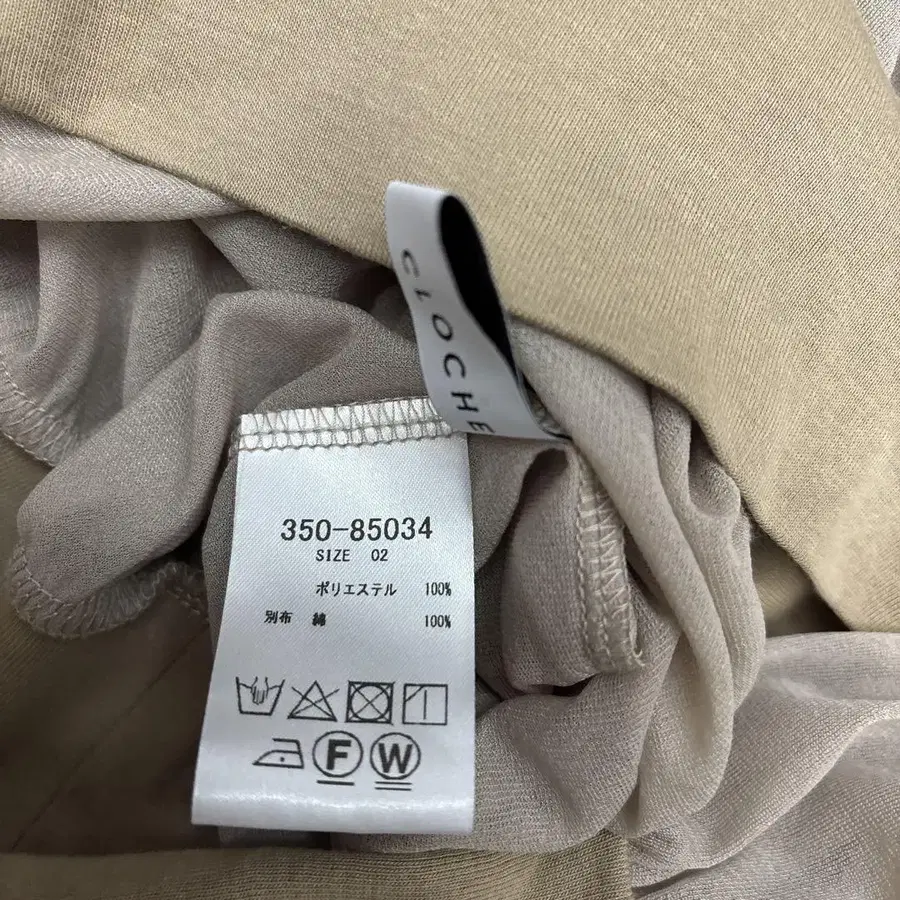 CLOCHE
350-85034
SIZE 02
ポリエステル 100%
別布 綿 100%
F W